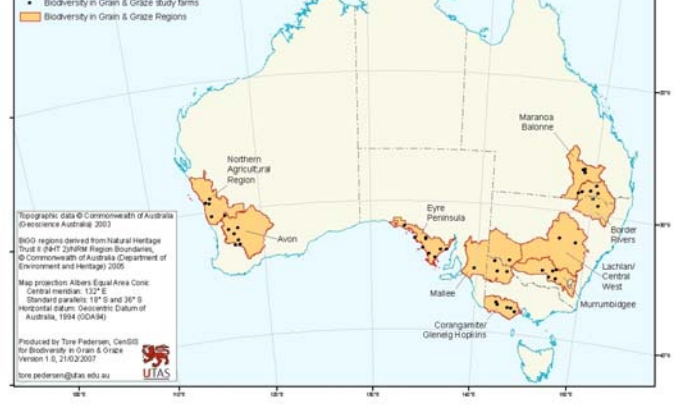 Biodiversity in Grain & Graze study farms
Biodiversity in Grain & Graze Regions
Maranoa
Balonne
Northern
Agricultural
Region
Eyre
Peninsula
Avon
Border
Rivers
Lachlan/
Central
West
Mallee
Murrumbidgee
Corangamite/
Glenelg Hopkins
Topographic data © Commonwealth of Australia
(Geoscience Australia) 2003
BiGG regions derived from Natural Heritage
Trust II (NHT 2)/NRM Region Boundaries,
© Commonwealth of Australia (Department of
Environment and Heritage) 2005
Map projection: Albers Equal Area Conic
Central meridian: 132° E
Standard parallels: 18° S and 36° S
Horizontal datum: Geocentric Datum of
Australia, 1994 (GDA94)
Produced by Tore Pedersen, CenSIS
for Biodiversity in Grain & Graze
Version 1.0, 21/02/2007
tore.pedersen@utas.edu.au
UTAS